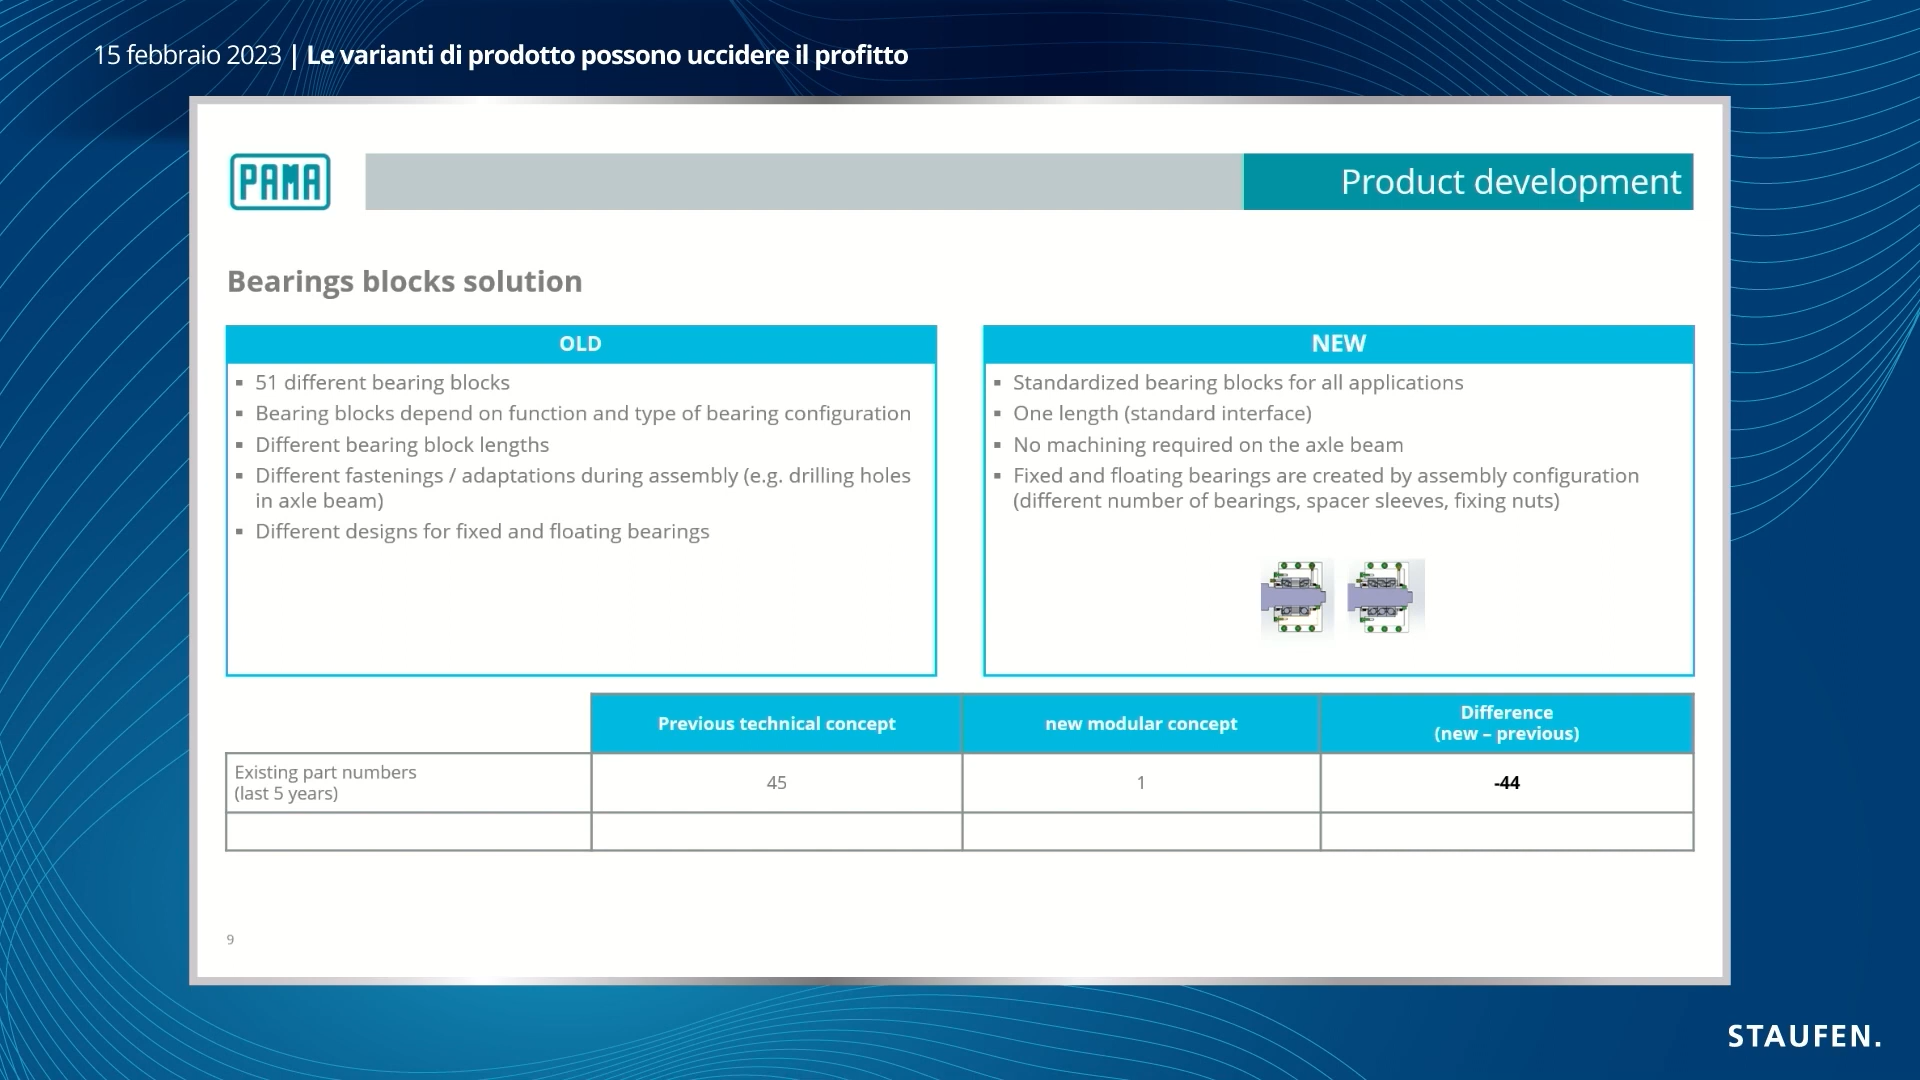 15 febbraio 2023 | Le varianti di prodotto possono uccidere il profitto
PAMA
Product development
Bearings blocks solution
OLD
▪ 51 different bearing blocks
▪ Bearing blocks depend on function and type of bearing configuration
▪ Different bearing block lengths
▪ Different fastenings / adaptations during assembly (e.g. drilling holes
in axle beam)
▪ Different designs for fixed and floating bearings
NEW
▪ Standardized bearing blocks for all applications
▪ One length (standard interface)
▪ No machining required on the axle beam
▪ Fixed and floating bearings are created by assembly configuration
(different number of bearings, spacer sleeves, fixing nuts)
Previous technical concept
new modular concept
Difference
(new – previous)
Existing part numbers
(last 5 years)
45
1
-44
9
STAUFEN.